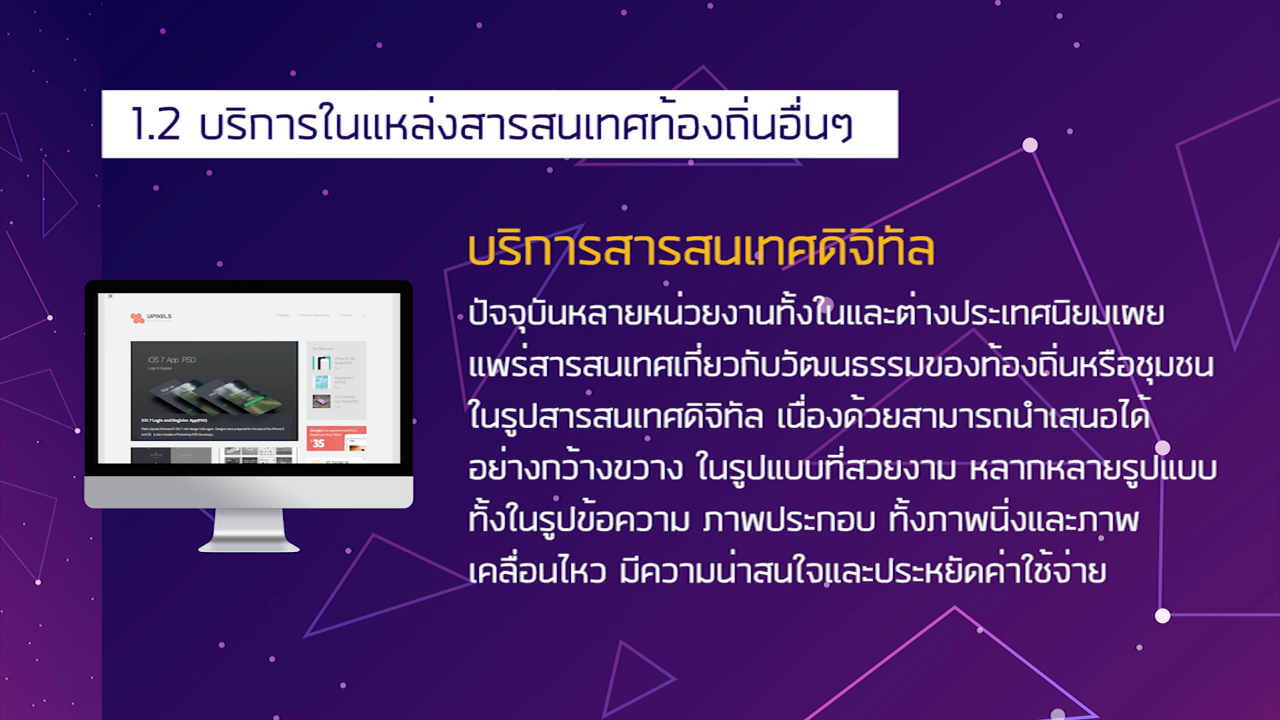 1.2 บริการในแหล่งสารสนเทศท้องถิ่นอื่นๆ
บริการสารสนเทศดิจิทัล
ปัจจุบันหลายหน่วยงานทั้งในและต่างประเทศนิยมเผย
แพร่สารสนเทศเกี่ยวกับวัฒนธรรมของท้องถิ่นหรือชุมชน
ในรูปสารสนเทศดิจิทัล เนื่องด้วยสามารถนำเสนอได้
อย่างกว้างขวาง ในรูปแบบที่สวยงาม หลากหลายรูปแบบ
ทั้งในรูปข้อความ ภาพประกอบ ทั้งภาพนิ่งและภาพ
เคลื่อนไหว มีความน่าสนใจและประหยัดค่าใช้จ่าย
UPIXELS
iOS 7 App .PSD
Login & Register
iOS 7 Login and Register App(PSD)
$35